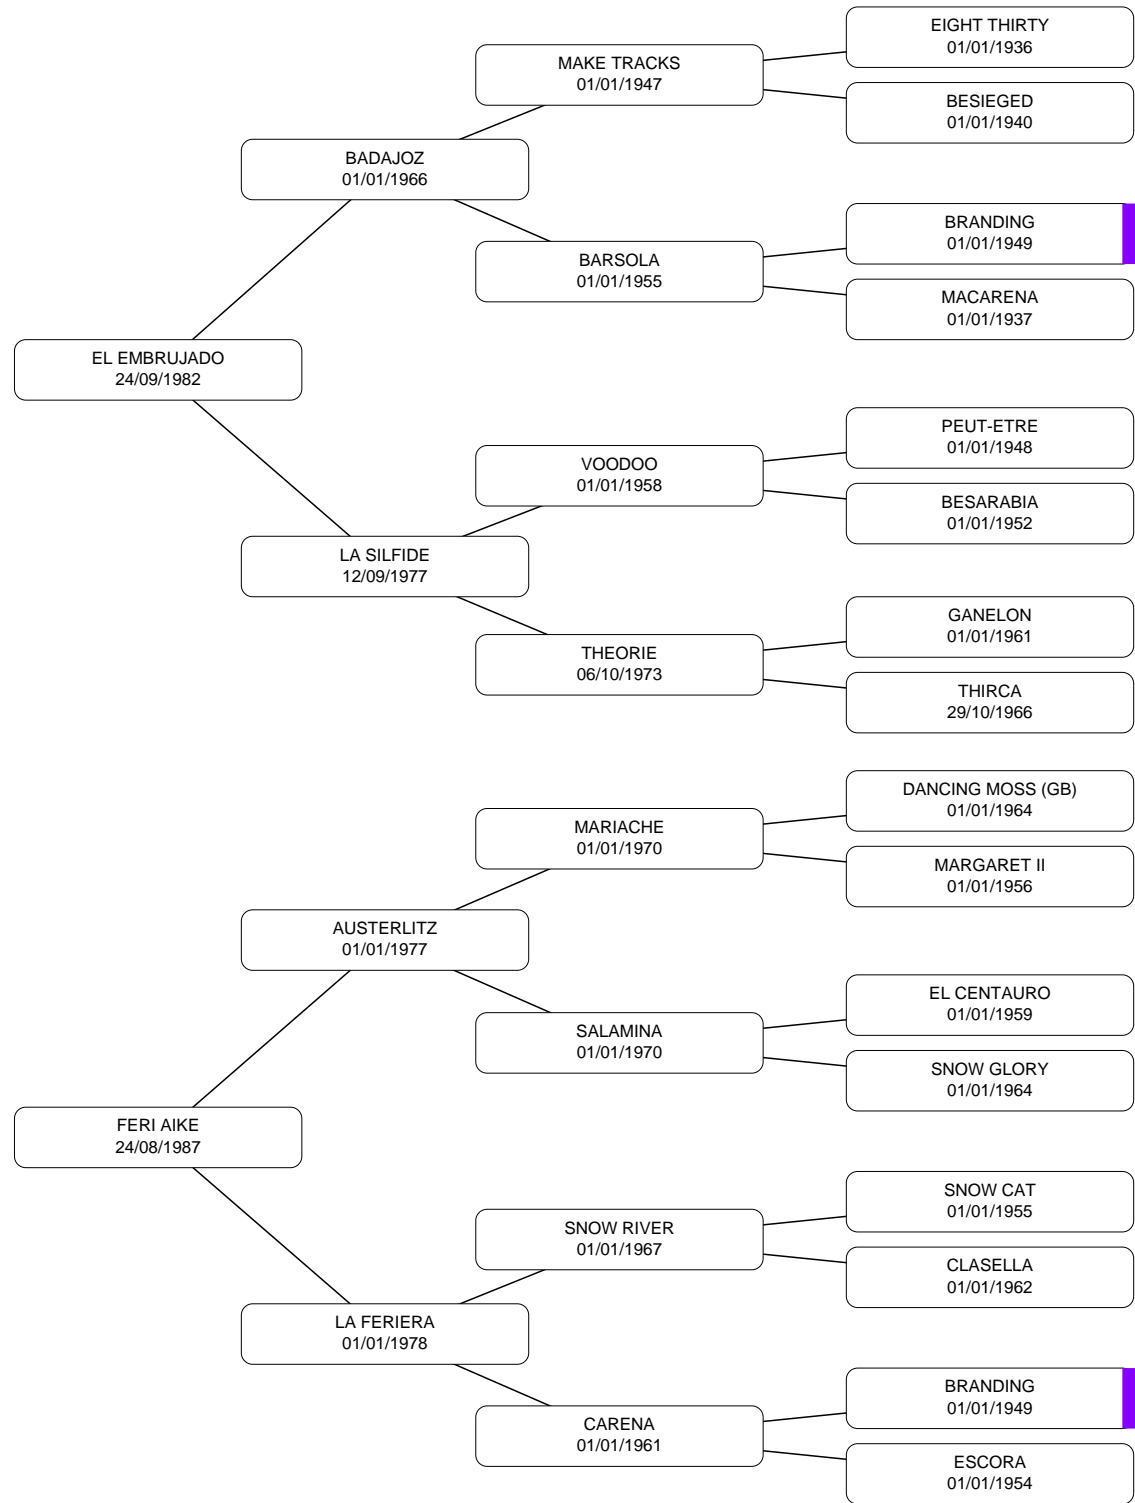 EIGHT THIRTY
01/01/1936
MAKE TRACKS
01/01/1947
BESIEGED
01/01/1940
BADAJOZ
01/01/1966
BRANDING
01/01/1949
BARSOLA
01/01/1955
MACARENA
01/01/1937
EL EMBRUJADO
24/09/1982
PEUT-ETRE
01/01/1948
VOODOO
01/01/1958
BESARABIA
01/01/1952
LA SILFIDE
12/09/1977
GANELON
01/01/1961
THEORIE
06/10/1973
THIRCA
29/10/1966
DANCING MOSS (GB)
01/01/1964
MARIACHE
01/01/1970
MARGARET II
01/01/1956
AUSTERLITZ
01/01/1977
EL CENTAURO
01/01/1959
SALAMINA
01/01/1970
SNOW GLORY
01/01/1964
FERI AIKE
24/08/1987
SNOW CAT
01/01/1955
SNOW RIVER
01/01/1967
CLASELLA
01/01/1962
LA FERIERA
01/01/1978
BRANDING
01/01/1949
CARENA
01/01/1961
ESCORA
01/01/1954